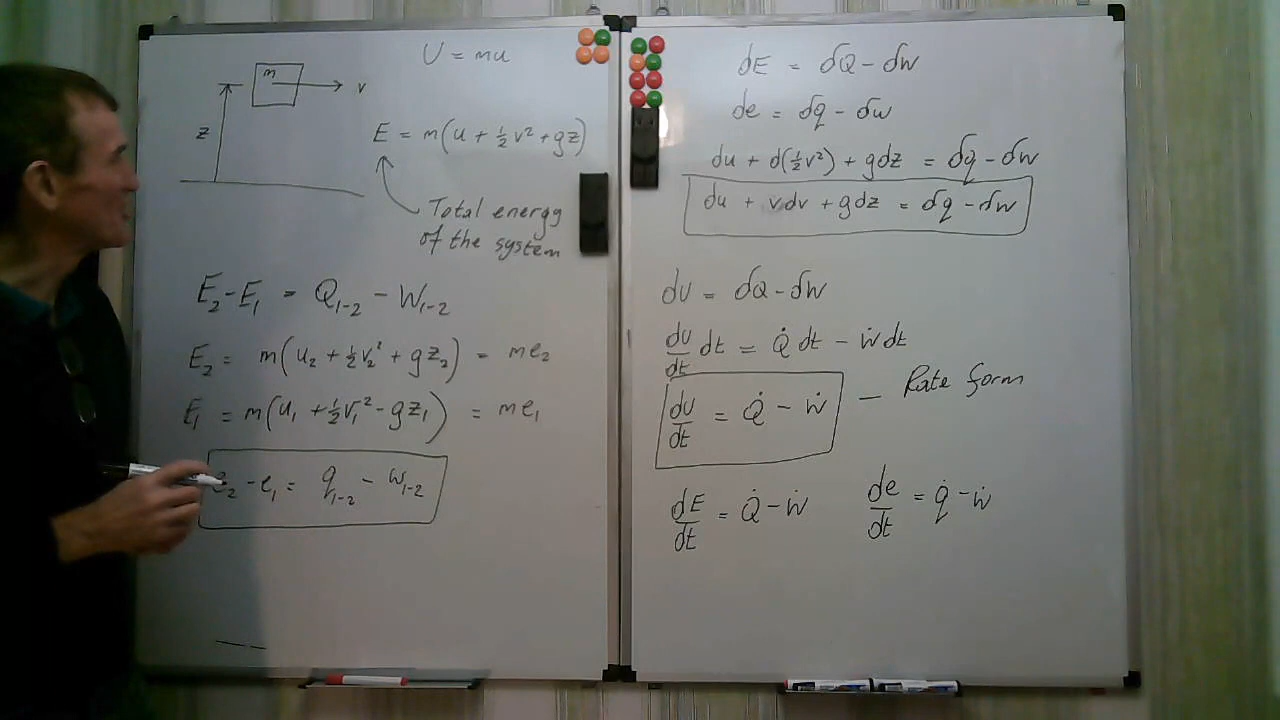 U = mu
m
v
z
E = m(u + ½v² + gz)
Total energy
of the system
E₂ - E₁ = Q₁₋₂ - W₁₋₂
E₂ = m(u₂ + ½v₂² + gz₂) = me₂
E₁ = m(u₁ + ½v₁² - gz₁) = me₁
e₂ - e₁ = q₁₋₂ - w₁₋₂
dE = δQ - δW
de = δq - δw
du + d(½v²) + gdz = δq - δw
du + vdv + gdz = δq - δw
dU = δQ - δW
dU/dt dt = Q̇ dt - Ẇ dt
dU/dt = Q̇ - Ẇ — Rate form
dE/dt = Q̇ - Ẇ de/dt = q̇ - ẇ